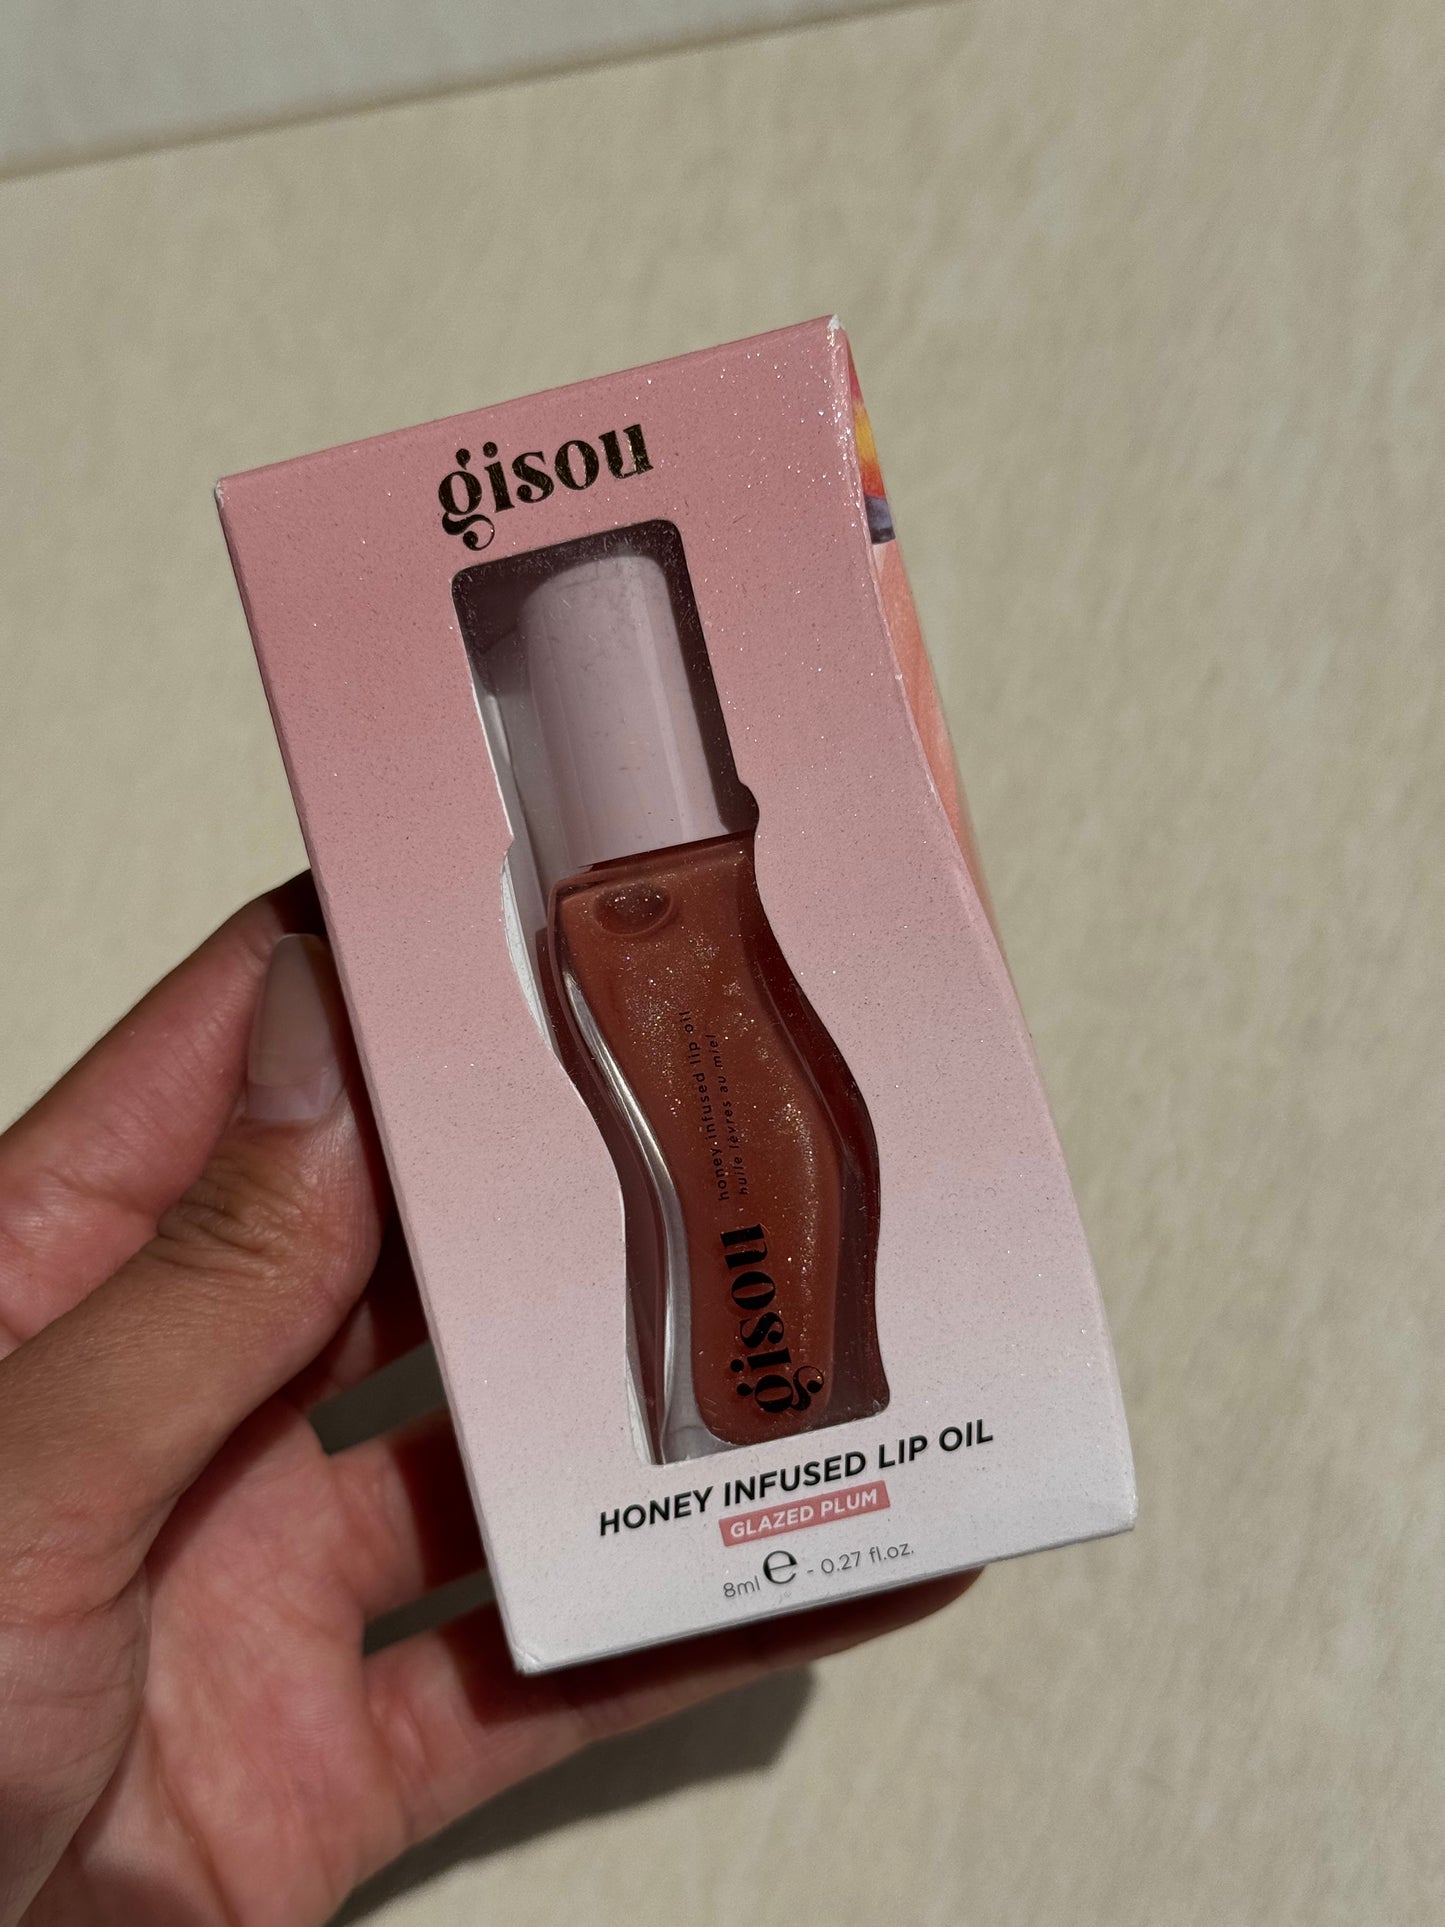 gisou
honey infused lip oil
huile lèvres au miel
gisou
HONEY INFUSED LIP OIL
GLAZED PLUM
8ml e - 0.27 fl.oz.